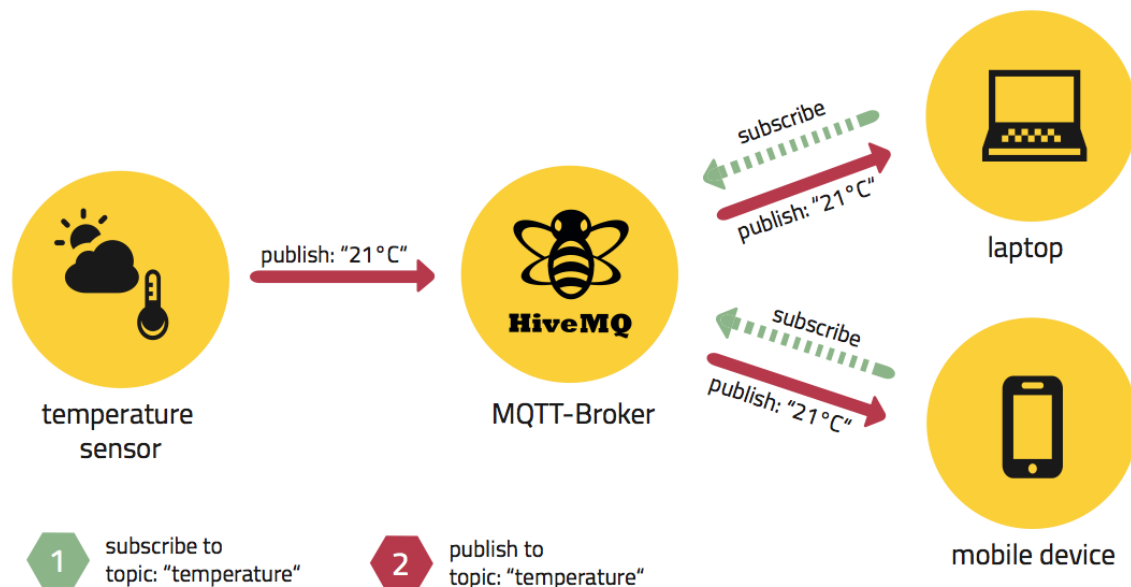 subscribe
publish: “21°C“
laptop
publish: “21°C“
HiveMQ
subscribe
publish: “21°C“
temperature
sensor
MQTT-Broker
mobile device
1
subscribe to
topic: “temperature“
2
publish to
topic: “temperature“